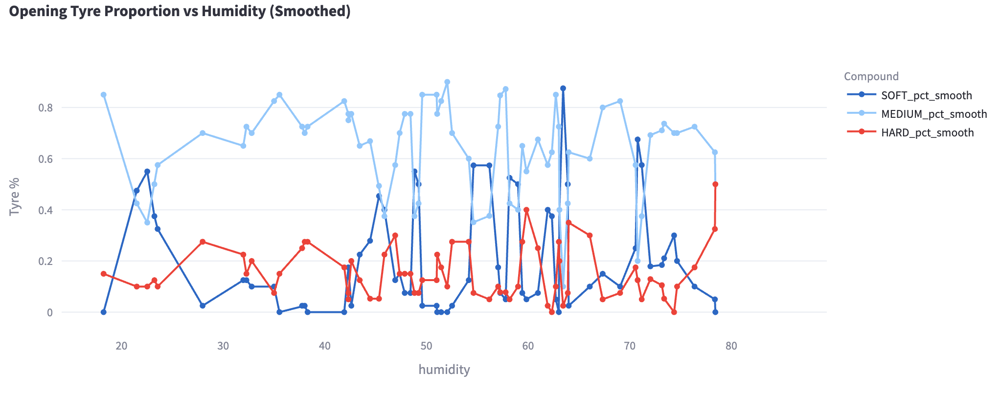 Opening Tyre Proportion vs Humidity (Smoothed)
Compound
SOFT_pct_smooth
MEDIUM_pct_smooth
HARD_pct_smooth
Tyre %
0.8
0.6
0.4
0.2
0
20 30 40 50 60 70 80
humidity